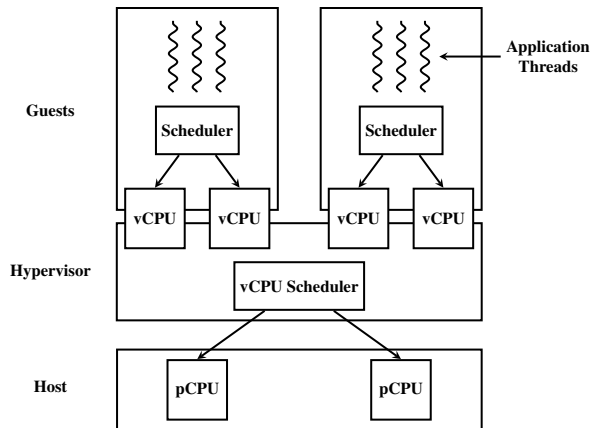 Application
Threads
Guests
Scheduler
Scheduler
vCPU
vCPU
vCPU
vCPU
Hypervisor
vCPU Scheduler
Host
pCPU
pCPU